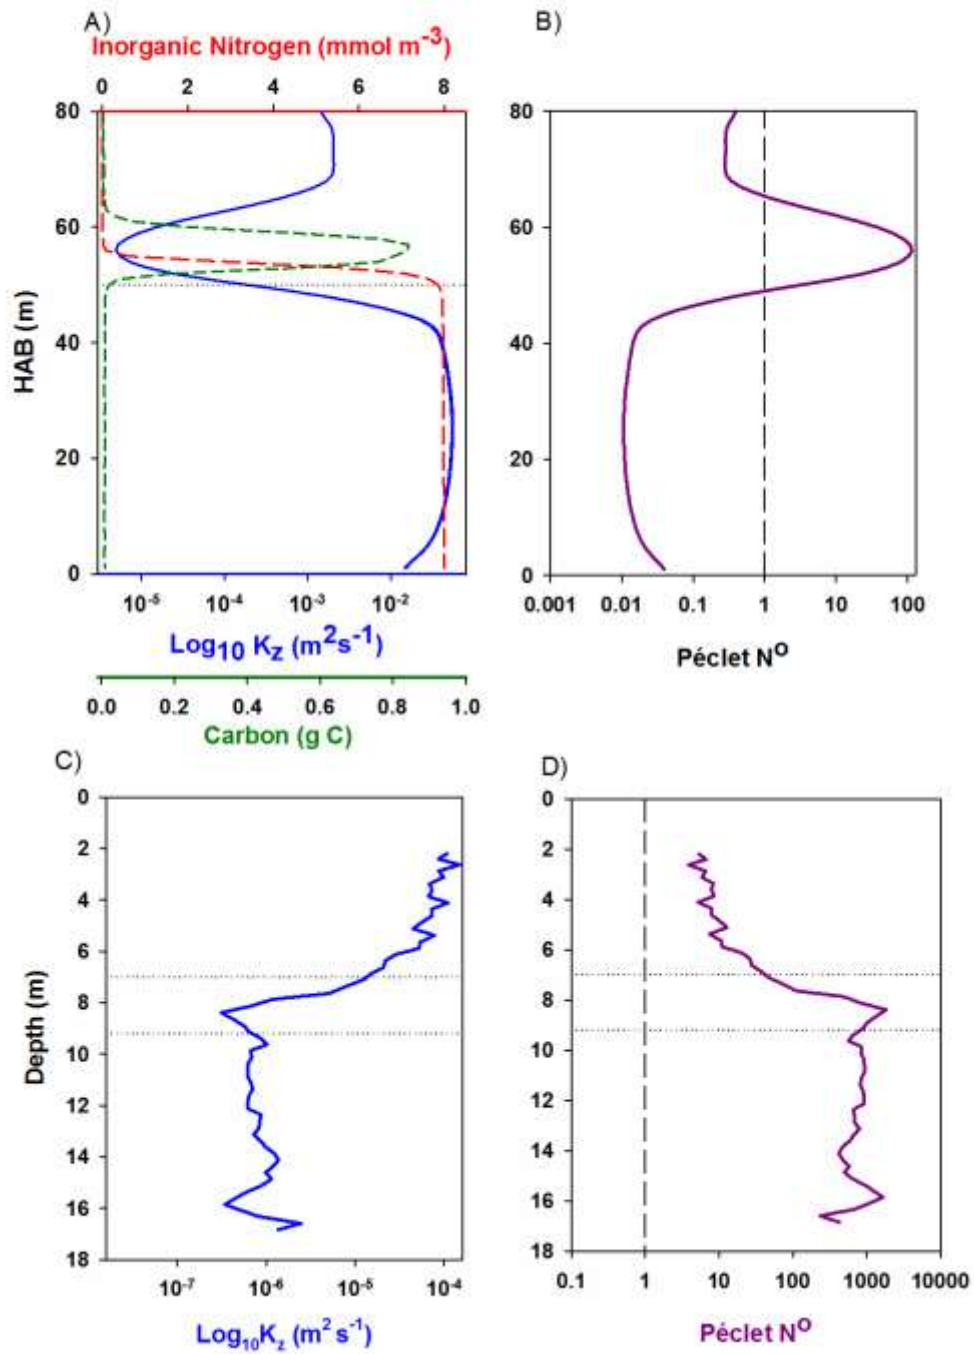 A)
Inorganic Nitrogen (mmol m⁻³)
0 2 4 6 8
80
60
40
20
0
HAB (m)
10⁻⁵ 10⁻⁴ 10⁻³ 10⁻²
Log₁₀ K_Z (m²s⁻¹)
0.0 0.2 0.4 0.6 0.8 1.0
Carbon (g C)
B)
80
60
40
20
0
0.001 0.01 0.1 1 10 100
Péclet Nᴼ
C)
0
2
4
6
8
10
12
14
16
18
Depth (m)
10⁻⁷ 10⁻⁶ 10⁻⁵ 10⁻⁴
Log₁₀K_z (m² s⁻¹)
D)
0
2
4
6
8
10
12
14
16
18
0.1 1 10 100 1000 10000
Péclet Nᴼ